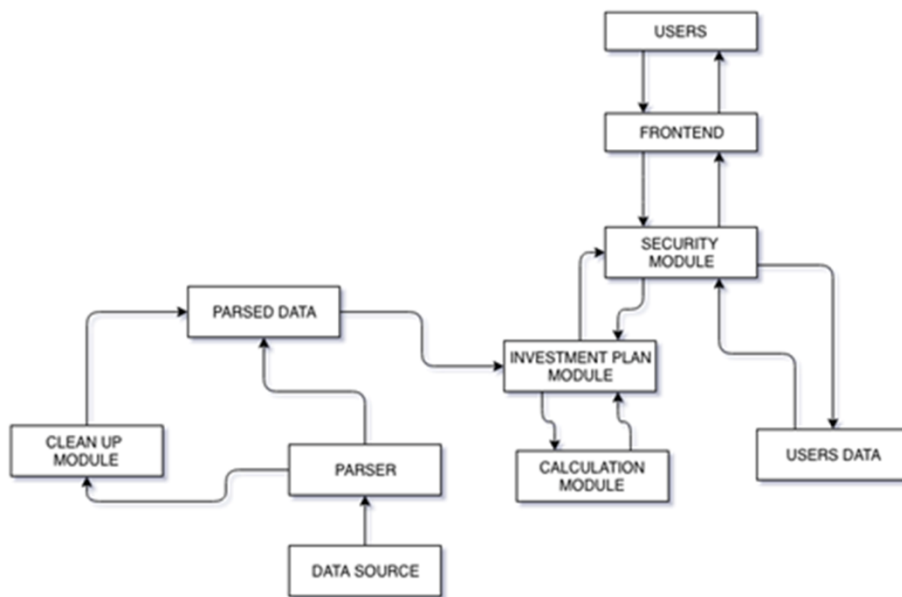 USERS
FRONTEND
SECURITY
MODULE
PARSED DATA
INVESTMENT PLAN
MODULE
CLEAN UP
MODULE
PARSER
CALCULATION
MODULE
USERS DATA
DATA SOURCE